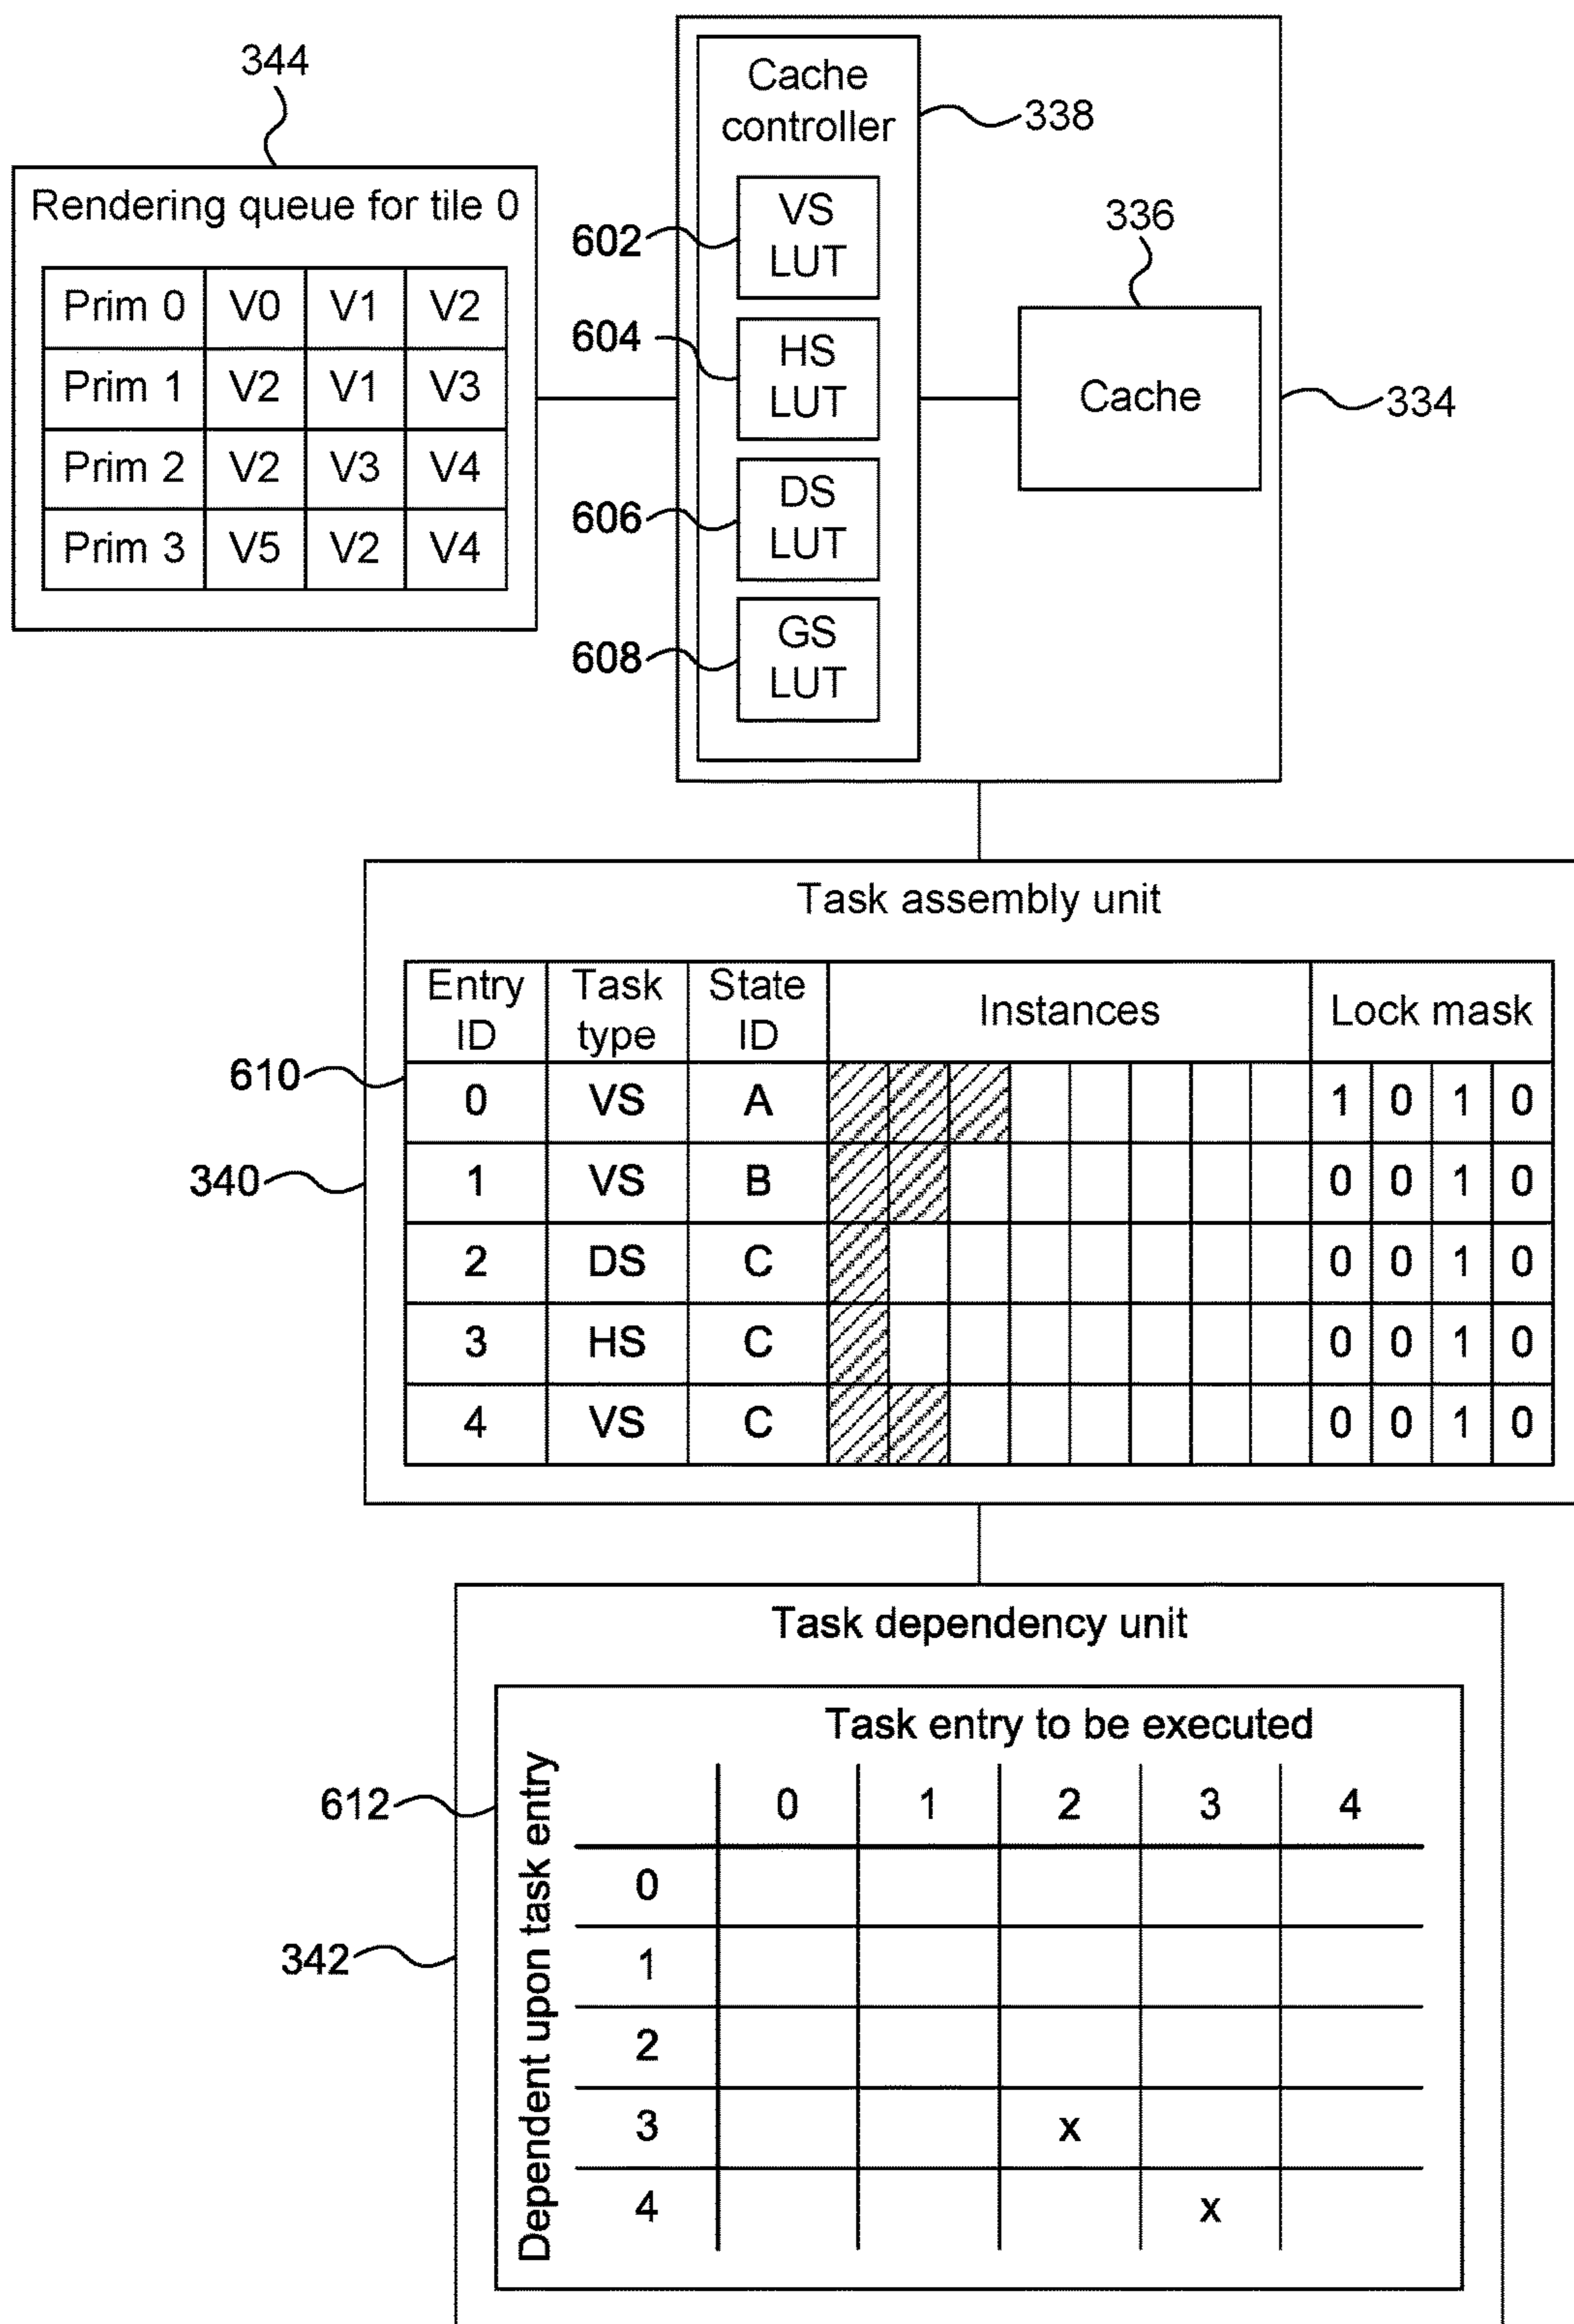 344
Rendering queue for tile 0
Prim 0 V0 V1 V2
Prim 1 V2 V1 V3
Prim 2 V2 V3 V4
Prim 3 V5 V2 V4
Cache
controller
338
602
VS
LUT
604
HS
LUT
606
DS
LUT
608
GS
LUT
336
Cache
334
Task assembly unit
Entry
ID
Task
type
State
ID
Instances
Lock mask
610
0 VS A 1 0 1 0
340
1 VS B 0 0 1 0
2 DS C 0 0 1 0
3 HS C 0 0 1 0
4 VS C 0 0 1 0
Task dependency unit
Task entry to be executed
612
Dependent upon task entry
0 1 2 3 4
0
342
1
2
3 x
4 x